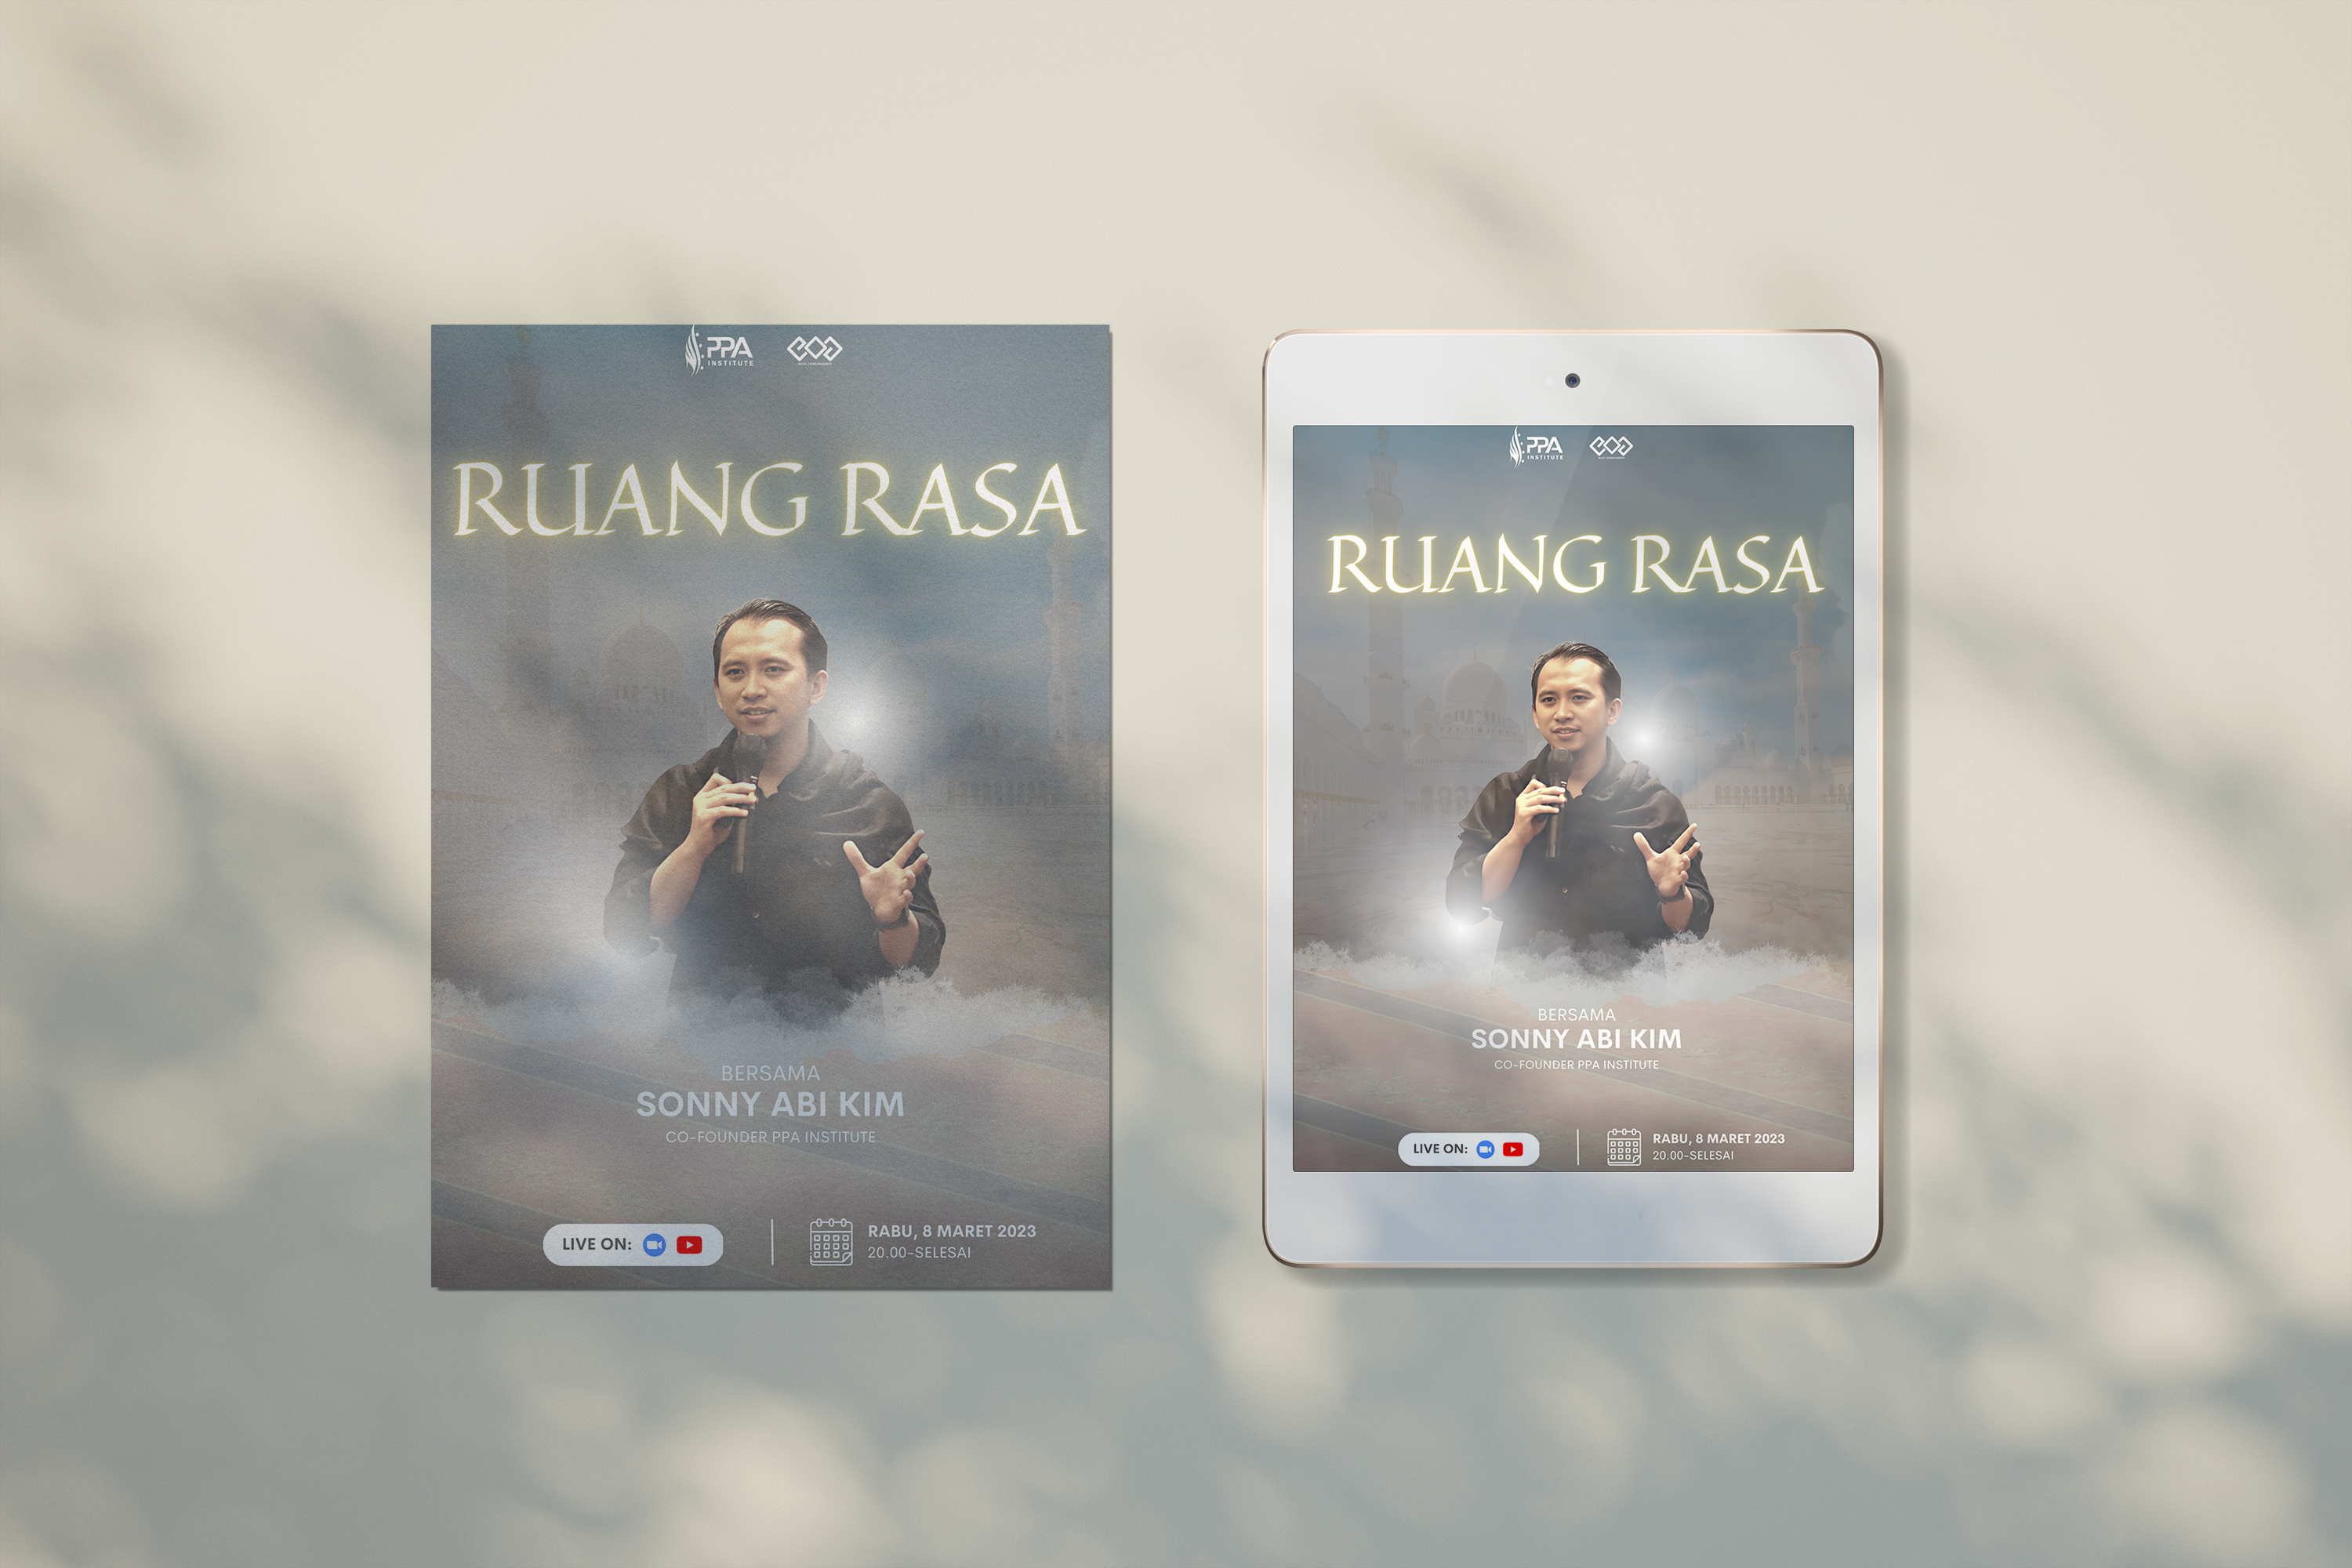 PPA
INSTITUTE
RUANG RASA
BERSAMA
SONNY ABI KIM
CO-FOUNDER PPA INSTITUTE
LIVE ON:
RABU, 8 MARET 2023
20.00-SELESAI
PPA
INSTITUTE
RUANG RASA
BERSAMA
SONNY ABI KIM
CO-FOUNDER PPA INSTITUTE
LIVE ON:
RABU, 8 MARET 2023
20.00-SELESAI